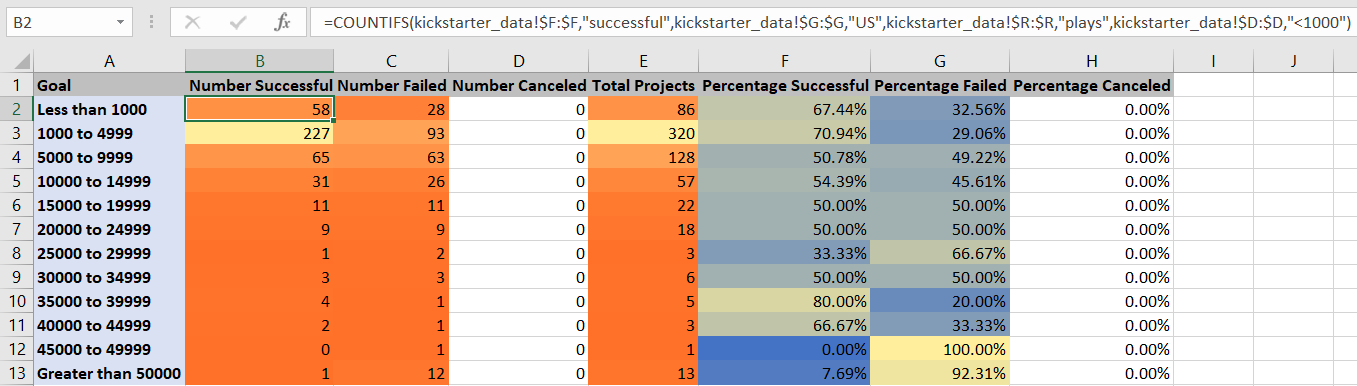 B2 fx =COUNTIFS(kickstarter_data!$F:$F,"successful",kickstarter_data!$G:$G,"US",kickstarter_data!$R:$R,"plays",kickstarter_data!$D:$D,"<1000")
A B C D E F G H I J
1 Goal Number Successful Number Failed Number Canceled Total Projects Percentage Successful Percentage Failed Percentage Canceled
2 Less than 1000 58 28 0 86 67.44% 32.56% 0.00%
3 1000 to 4999 227 93 0 320 70.94% 29.06% 0.00%
4 5000 to 9999 65 63 0 128 50.78% 49.22% 0.00%
5 10000 to 14999 31 26 0 57 54.39% 45.61% 0.00%
6 15000 to 19999 11 11 0 22 50.00% 50.00% 0.00%
7 20000 to 24999 9 9 0 18 50.00% 50.00% 0.00%
8 25000 to 29999 1 2 0 3 33.33% 66.67% 0.00%
9 30000 to 34999 3 3 0 6 50.00% 50.00% 0.00%
10 35000 to 39999 4 1 0 5 80.00% 20.00% 0.00%
11 40000 to 44999 2 1 0 3 66.67% 33.33% 0.00%
12 45000 to 49999 0 1 0 1 0.00% 100.00% 0.00%
13 Greater than 50000 1 12 0 13 7.69% 92.31% 0.00%